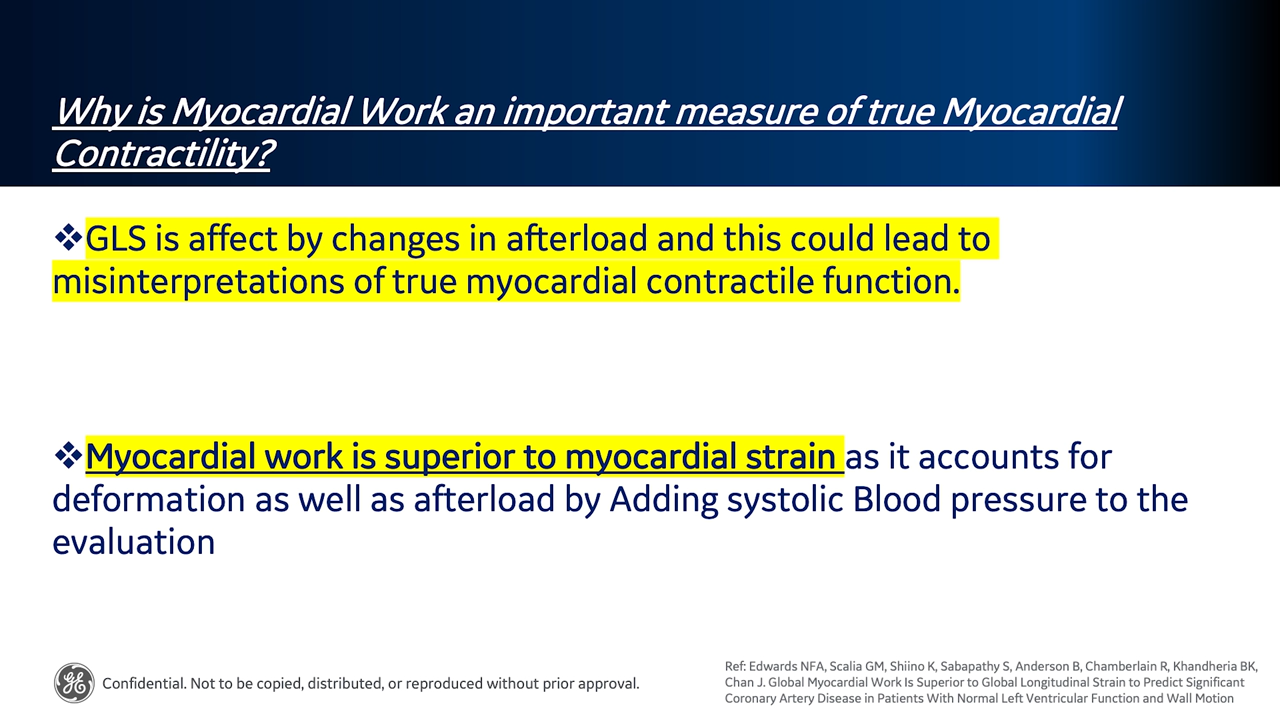 Why is Myocardial Work an important measure of true Myocardial
Contractility?
❖GLS is affect by changes in afterload and this could lead to
misinterpretations of true myocardial contractile function.
❖Myocardial work is superior to myocardial strain as it accounts for
deformation as well as afterload by Adding systolic Blood pressure to the
evaluation
Confidential. Not to be copied, distributed, or reproduced without prior approval.
Ref: Edwards NFA, Scalia GM, Shiino K, Sabapathy S, Anderson B, Chamberlain R, Khandheria BK,
Chan J. Global Myocardial Work Is Superior to Global Longitudinal Strain to Predict Significant
Coronary Artery Disease in Patients With Normal Left Ventricular Function and Wall Motion